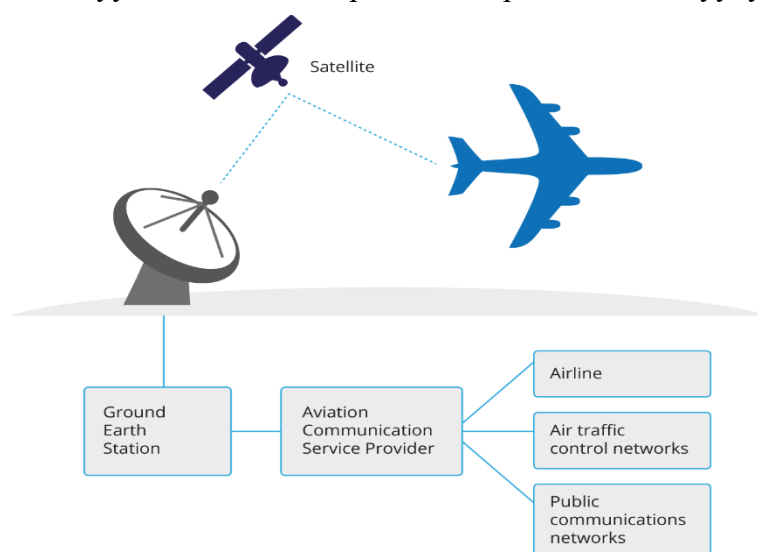 Satellite
Ground
Earth
Station
Aviation
Communication
Service Provider
Airline
Air traffic
control networks
Public
communications
networks